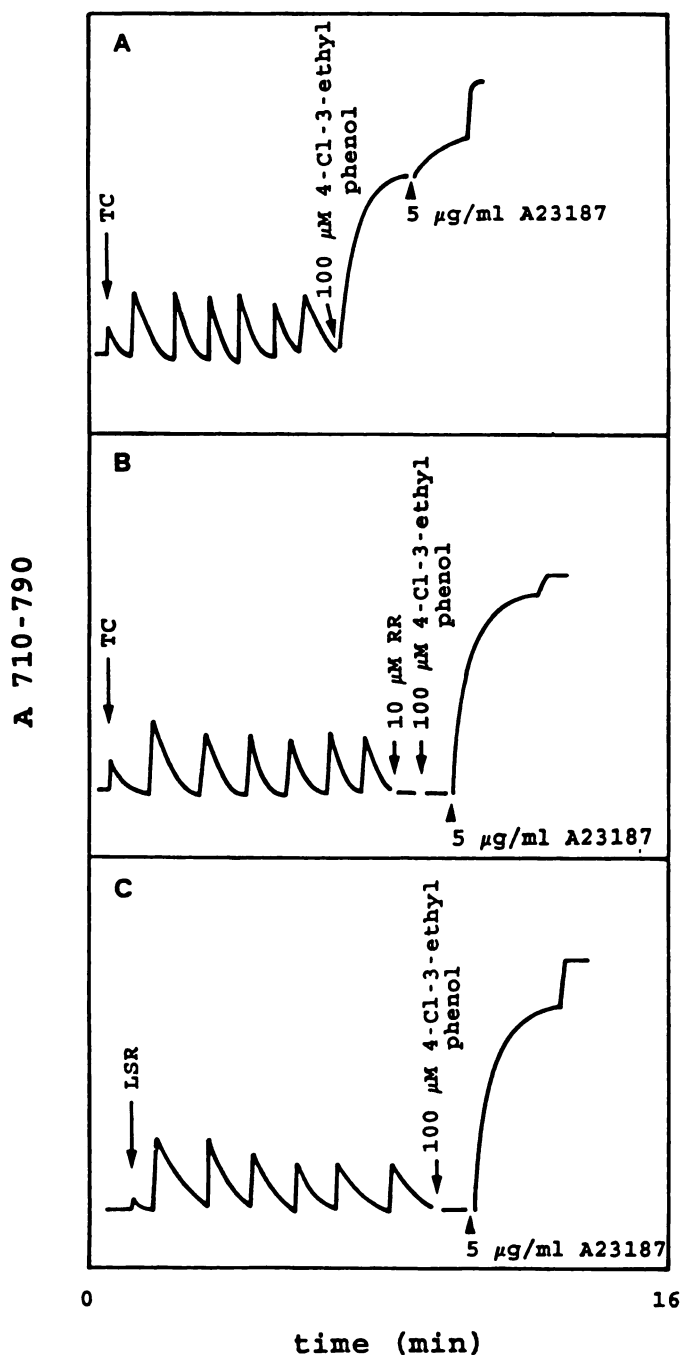 A
TC
100 µM 4-Cl-3-ethyl
phenol
5 µg/ml A23187
B
TC
10 µM RR
100 µM 4-Cl-3-ethyl
phenol
5 µg/ml A23187
C
LSR
100 µM 4-Cl-3-ethyl
phenol
5 µg/ml A23187
A 710-790
0
16
time (min)